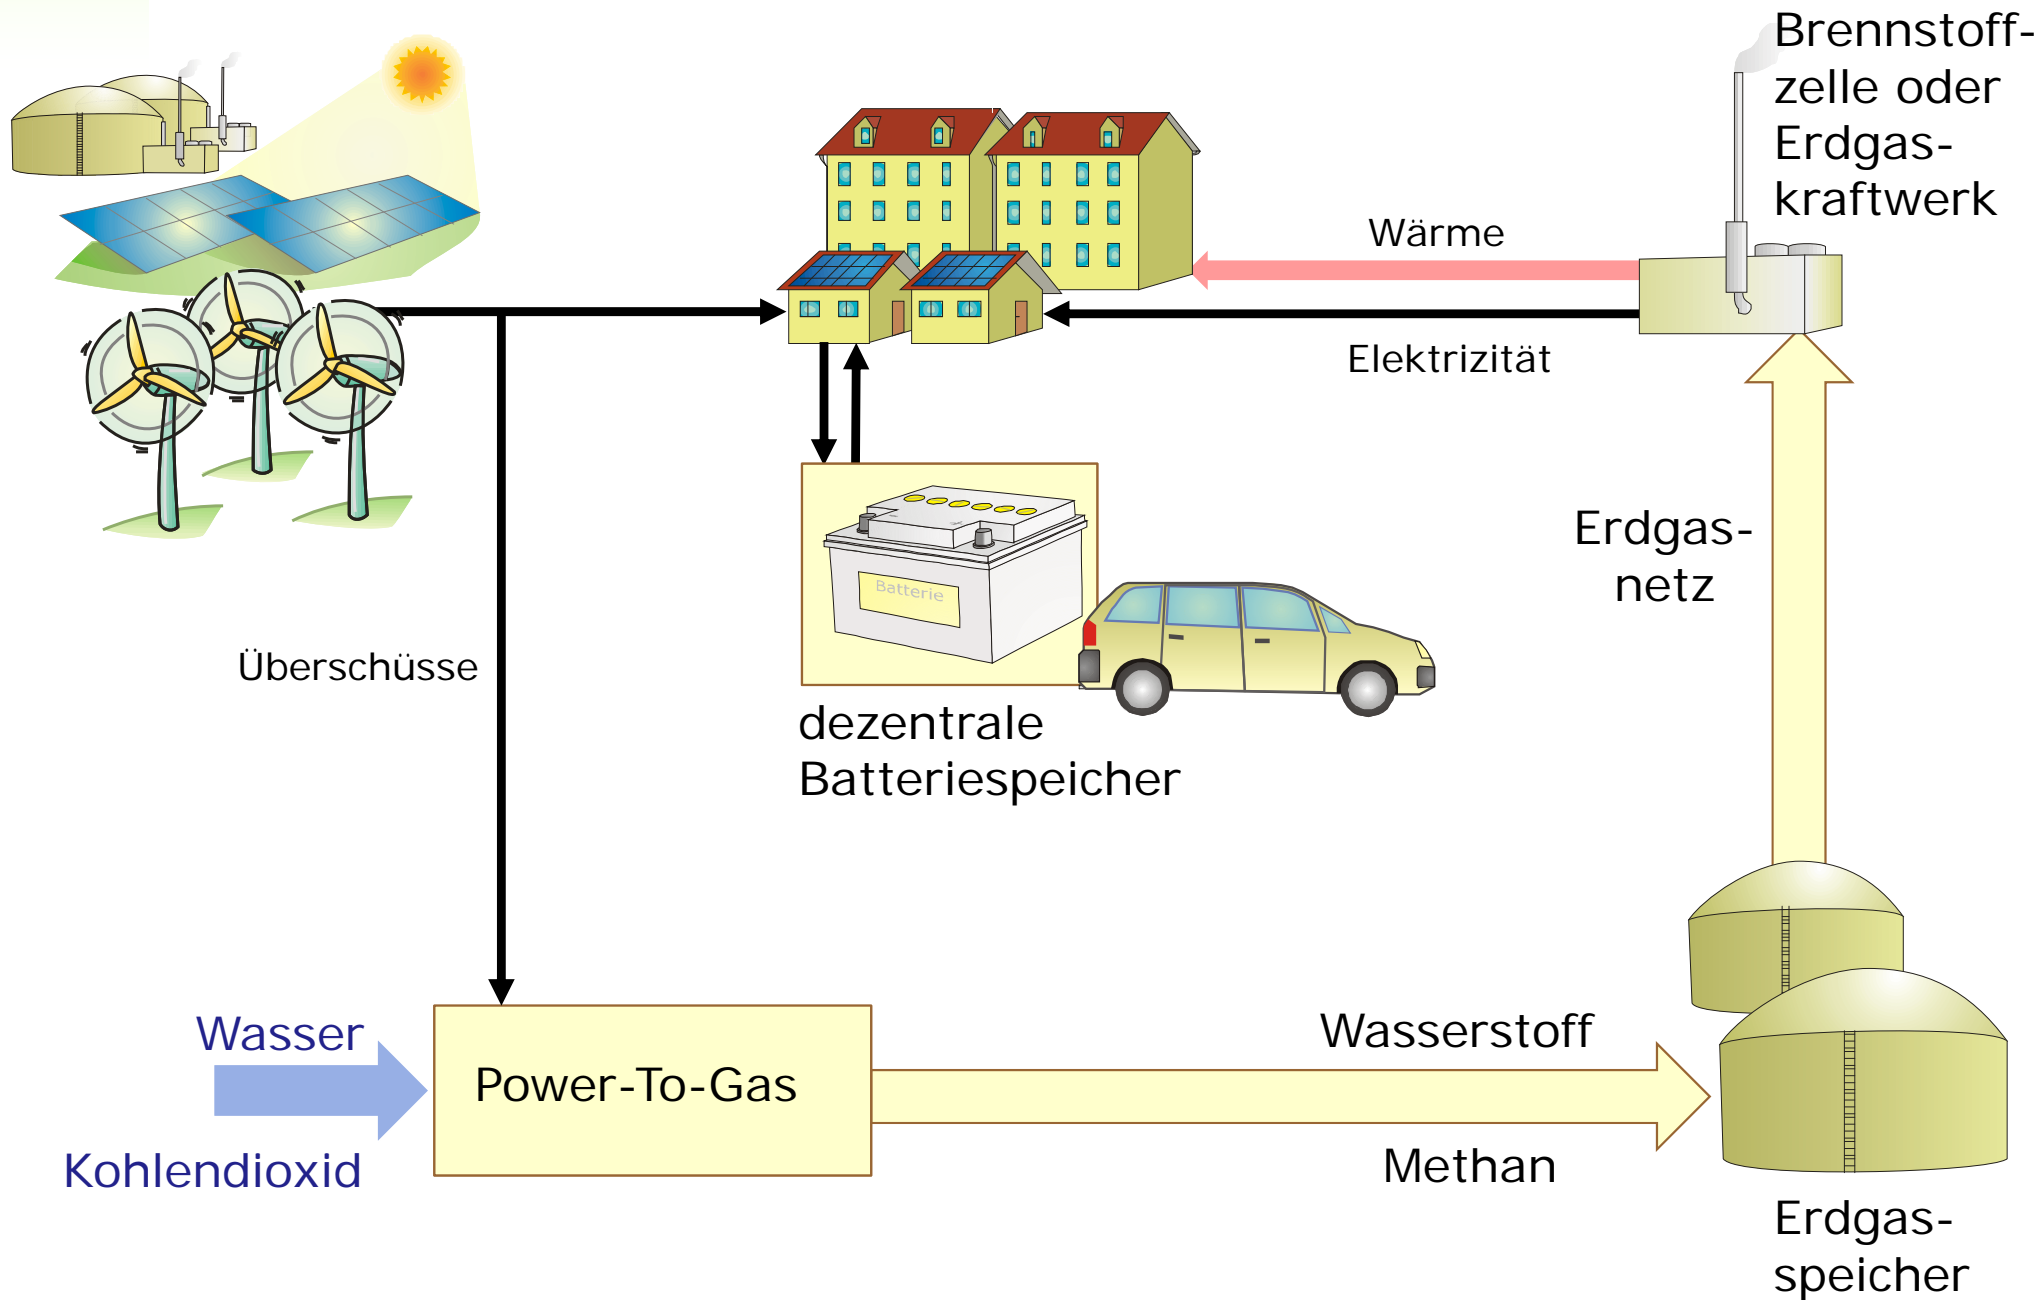 Brennstoff-
zelle oder
Erdgas-
kraftwerk
Wärme
Elektrizität
Erdgas-
netz
Batterie
Überschüsse
dezentrale
Batteriespeicher
Wasser
Kohlendioxid
Power-To-Gas
Wasserstoff
Methan
Erdgas-
speicher